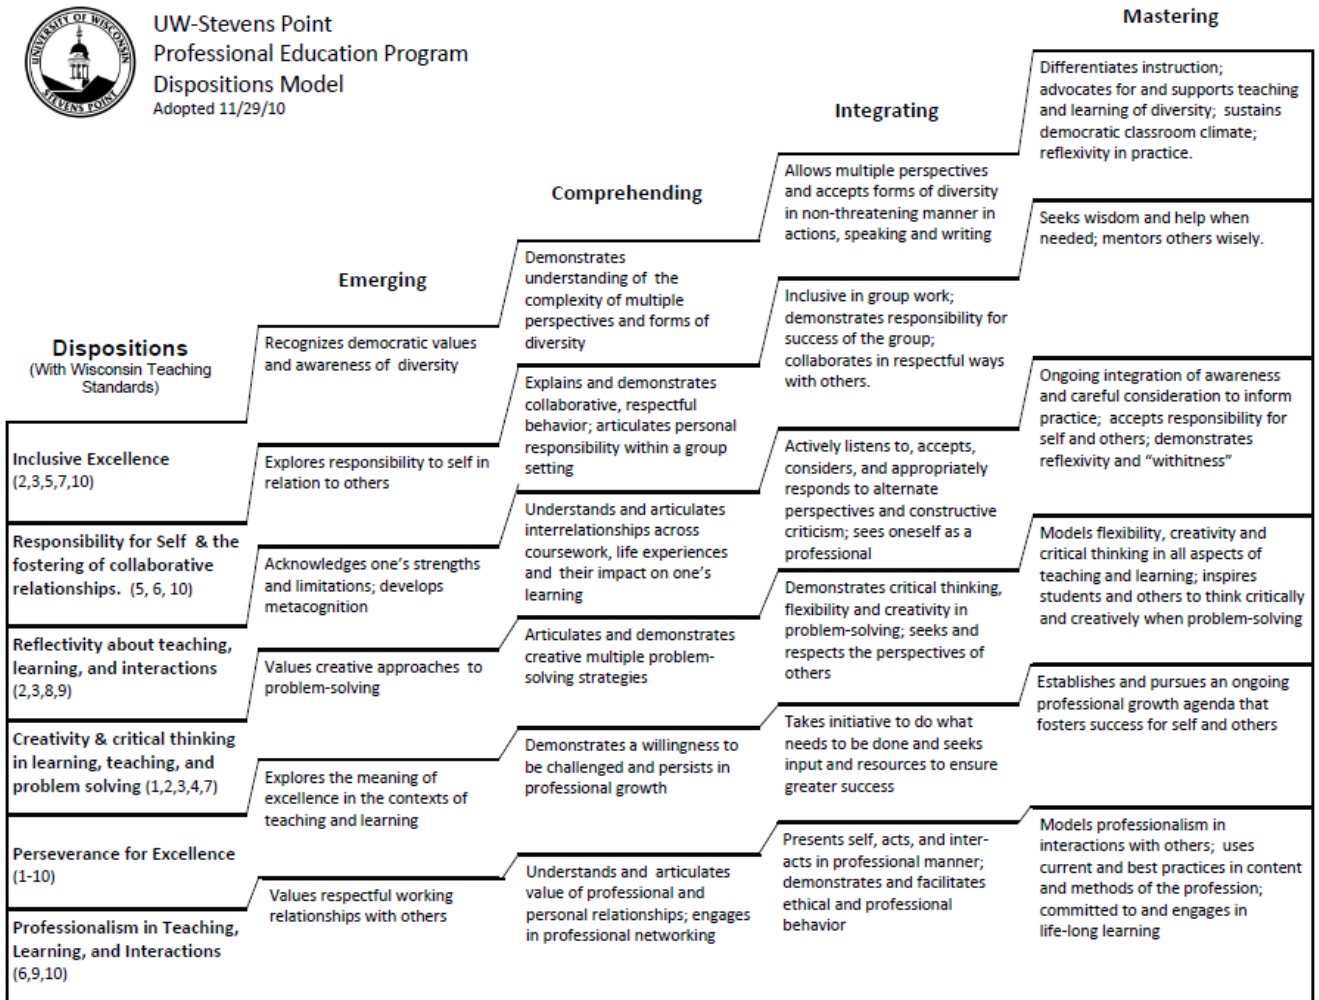 UNIVERSITY OF WISCONSIN
STEVENS POINT
UW-Stevens Point
Professional Education Program
Dispositions Model
Adopted 11/29/10
Dispositions
(With Wisconsin Teaching
Standards)
Emerging
Comprehending
Integrating
Mastering
Inclusive Excellence
(2,3,5,7,10)
Recognizes democratic values
and awareness of diversity
Demonstrates
understanding of the
complexity of multiple
perspectives and forms of
diversity
Allows multiple perspectives
and accepts forms of diversity
in non-threatening manner in
actions, speaking and writing
Differentiates instruction;
advocates for and supports teaching
and learning of diversity; sustains
democratic classroom climate;
reflexivity in practice.
Responsibility for Self & the
fostering of collaborative
relationships. (5, 6, 10)
Explores responsibility to self in
relation to others
Explains and demonstrates
collaborative, respectful
behavior; articulates personal
responsibility within a group
setting
Inclusive in group work;
demonstrates responsibility for
success of the group;
collaborates in respectful ways
with others.
Seeks wisdom and help when
needed; mentors others wisely.
Reflectivity about teaching,
learning, and interactions
(2,3,8,9)
Acknowledges one's strengths
and limitations; develops
metacognition
Understands and articulates
interrelationships across
coursework, life experiences
and their impact on one's
learning
Actively listens to, accepts,
considers, and appropriately
responds to alternate
perspectives and constructive
criticism; sees oneself as a
professional
Ongoing integration of awareness
and careful consideration to inform
practice; accepts responsibility for
self and others; demonstrates
reflexivity and "withitness"
Creativity & critical thinking
in learning, teaching, and
problem solving (1,2,3,4,7)
Values creative approaches to
problem-solving
Articulates and demonstrates
creative multiple problem-
solving strategies
Demonstrates critical thinking,
flexibility and creativity in
problem-solving; seeks and
respects the perspectives of
others
Models flexibility, creativity and
critical thinking in all aspects of
teaching and learning; inspires
students and others to think critically
and creatively when problem-solving
Perseverance for Excellence
(1-10)
Explores the meaning of
excellence in the contexts of
teaching and learning
Demonstrates a willingness to
be challenged and persists in
professional growth
Takes initiative to do what
needs to be done and seeks
input and resources to ensure
greater success
Establishes and pursues an ongoing
professional growth agenda that
fosters success for self and others
Professionalism in Teaching,
Learning, and Interactions
(6,9,10)
Values respectful working
relationships with others
Understands and articulates
value of professional and
personal relationships; engages
in professional networking
Presents self, acts, and inter-
acts in professional manner;
demonstrates and facilitates
ethical and professional
behavior
Models professionalism in
interactions with others; uses
current and best practices in content
and methods of the profession;
committed to and engages in
life-long learning